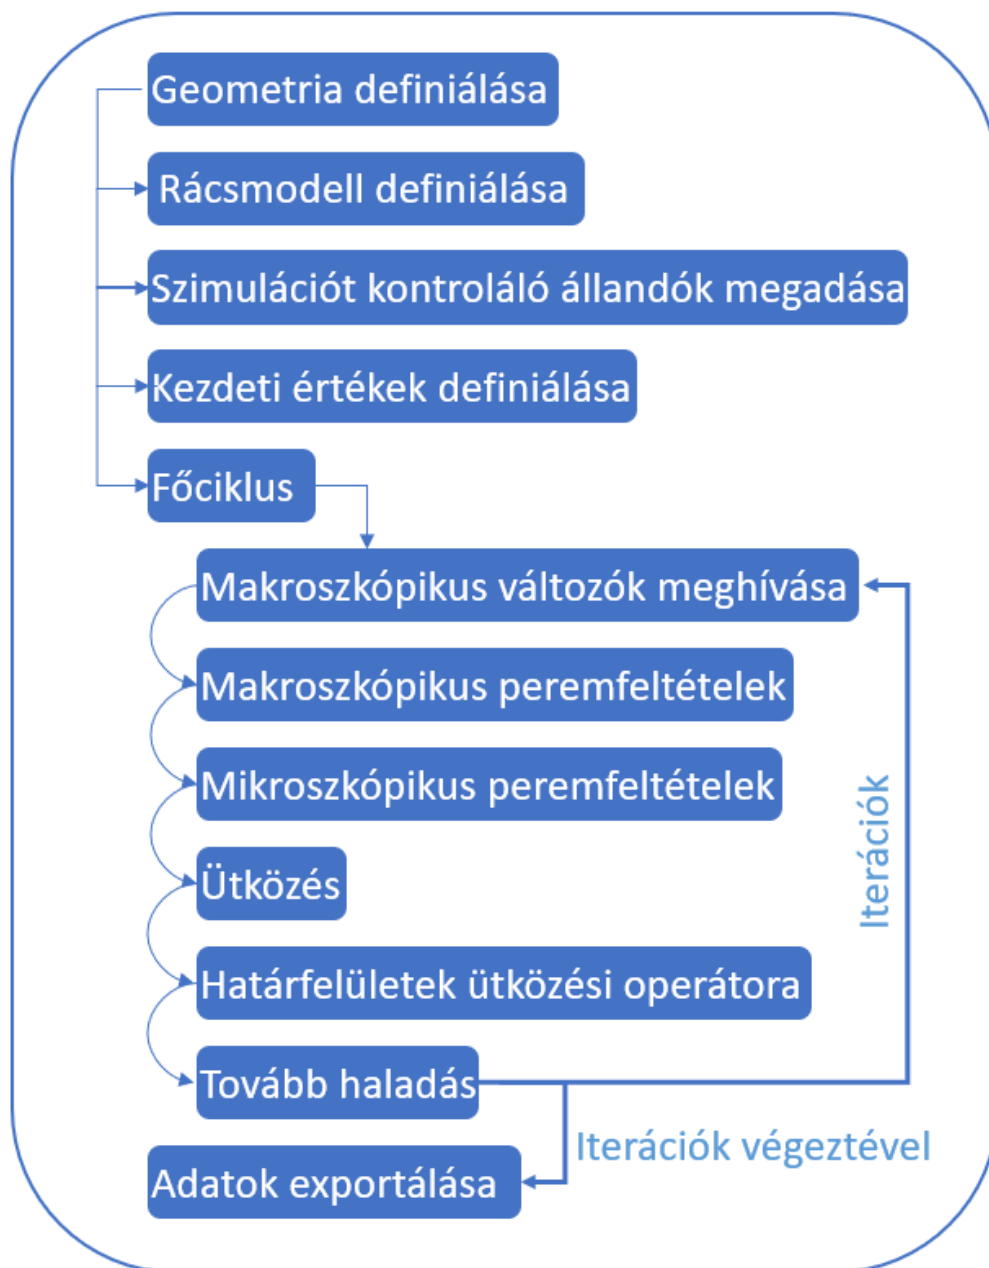 Geometria definiálása
Rácsmodell definiálása
Szimulációt kontroláló állandók megadása
Kezdeti értékek definiálása
Főciklus
Makroszkópikus változók meghívása
Makroszkópikus peremfeltételek
Mikroszkópikus peremfeltételek
Ütközés
Határfelületek ütközési operátora
Tovább haladás
Iterációk
Iterációk végeztével
Adatok exportálása